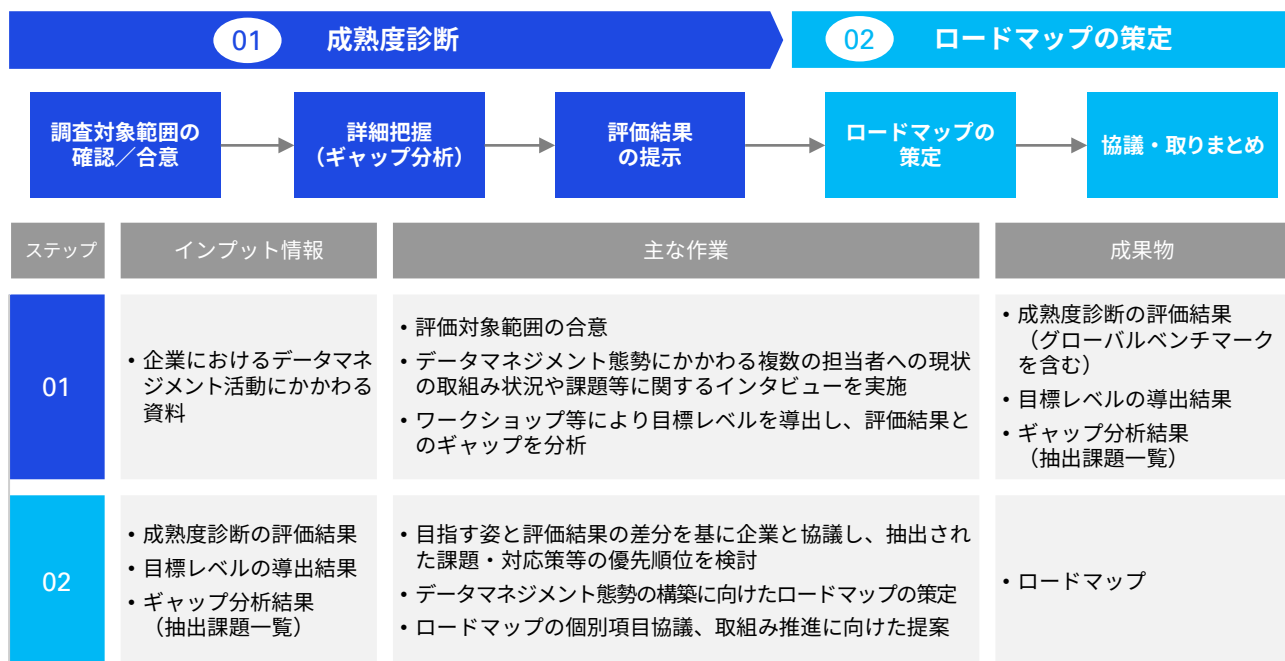 01 成熟度診断
02 ロードマップの策定
調査対象範囲の
確認／合意
詳細把握
（ギャップ分析）
評価結果
の提示
ロードマップの
策定
協議・取りまとめ
ステップ
インプット情報
主な作業
成果物
01
・企業におけるデータマネ
ジメント活動にかかわる
資料
・評価対象範囲の合意
・データマネジメント態勢にかかわる複数の担当者への現状
の取組み状況や課題等に関するインタビューを実施
・ワークショップ等により目標レベルを導出し、評価結果と
のギャップを分析
・成熟度診断の評価結果
（グローバルベンチマーク
を含む）
・目標レベルの導出結果
・ギャップ分析結果
（抽出課題一覧）
02
・成熟度診断の評価結果
・目標レベルの導出結果
・ギャップ分析結果
（抽出課題一覧）
・目指す姿と評価結果の差分を基に企業と協議し、抽出され
た課題・対応策等の優先順位を検討
・データマネジメント態勢の構築に向けたロードマップの策定
・ロードマップの個別項目協議、取組み推進に向けた提案
・ロードマップ